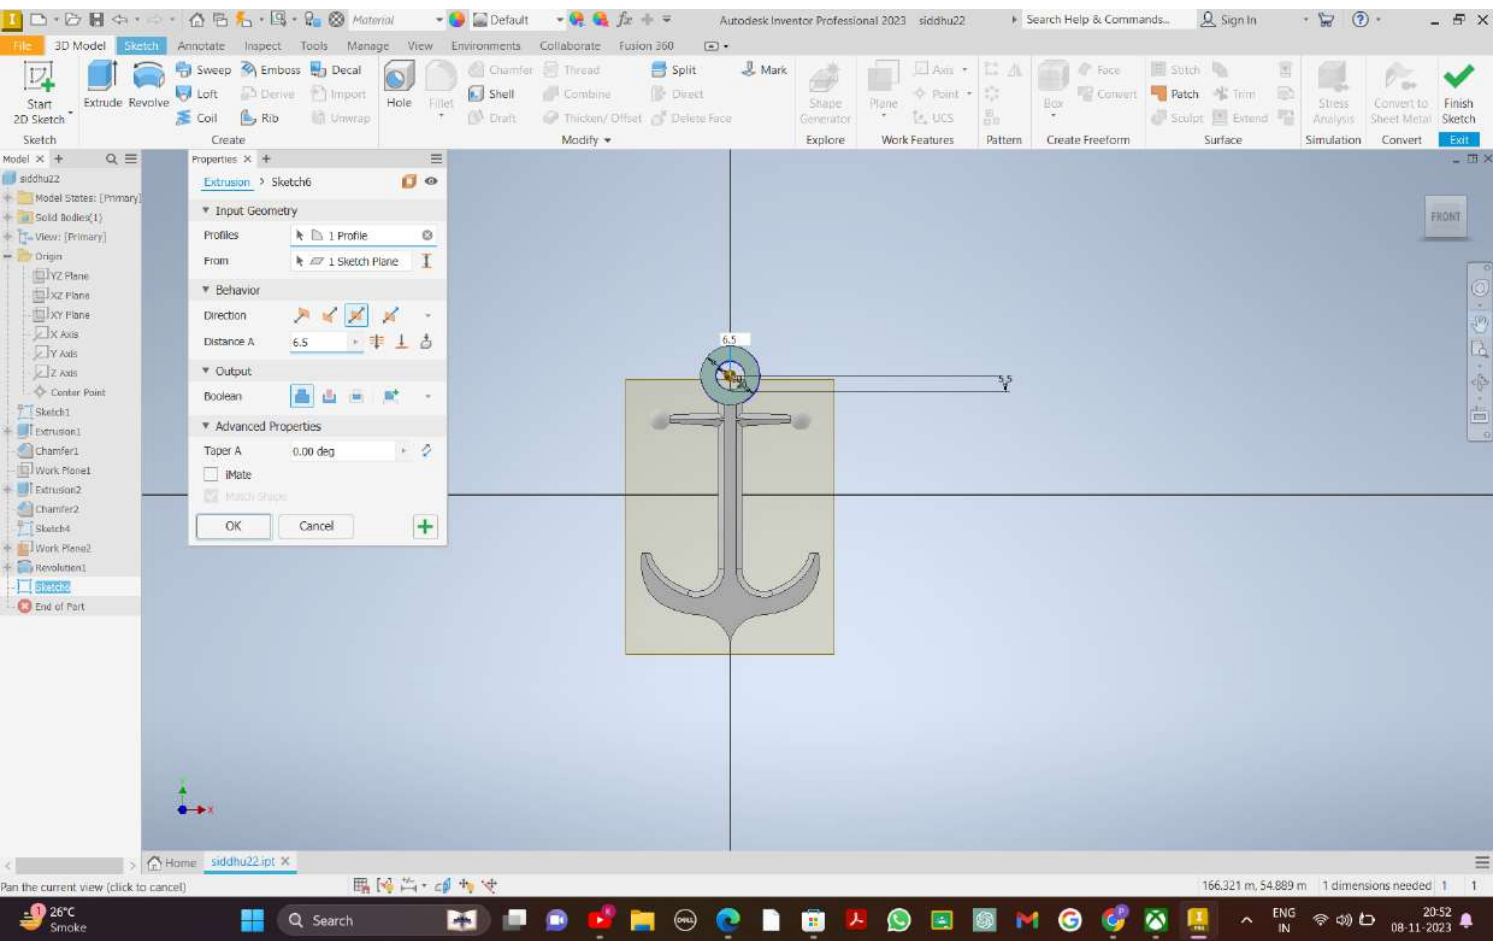 Material
Default
fx
Autodesk Inventor Professional 2023 siddhu22
Search Help & Commands...
Sign In
File 3D Model Sketch Annotate Inspect Tools Manage View Environments Collaborate Fusion 360
Start
2D Sketch
Extrude
Revolve
Sweep Emboss Decal
Loft Derive Import
Coil Rib Unwrap
Hole
Fillet
Chamfer Thread Split
Shell Combine Direct
Draft Thicken/ Offset Delete Face
Mark
Shape
Generator
Plane
Axis
Point
UCS
Box
Face
Convert
Stitch
Patch Trim
Sculpt Extend
Stress
Analysis
Convert to
Sheet Metal
Finish
Sketch
Sketch Create Modify Explore Work Features Pattern Create Freeform Surface Simulation Convert Exit
Model × +
siddhu22
Model States: [Primary]
Solid Bodies(1)
View: [Primary]
Origin
YZ Plane
XZ Plane
XY Plane
X Axis
Y Axis
Z Axis
Center Point
Sketch1
Extrusion1
Chamfer1
Work Plane1
Extrusion2
Chamfer2
Sketch4
Work Plane2
Revolution1
Sketch6
End of Part
Properties × +
Extrusion > Sketch6
Input Geometry
Profiles 1 Profile
From 1 Sketch Plane
Behavior
Direction
Distance A 6.5
Output
Boolean
Advanced Properties
Taper A 0.00 deg
iMate
Match Shape
OK Cancel
FRONT
6.5
5.5
X
Home siddhu22.ipt ×
Pan the current view (click to cancel)
166.321 m, 54.889 m 1 dimensions needed 1 1
1
26°C
Smoke
Search
DELL
ENG
IN
20:52
08-11-2023